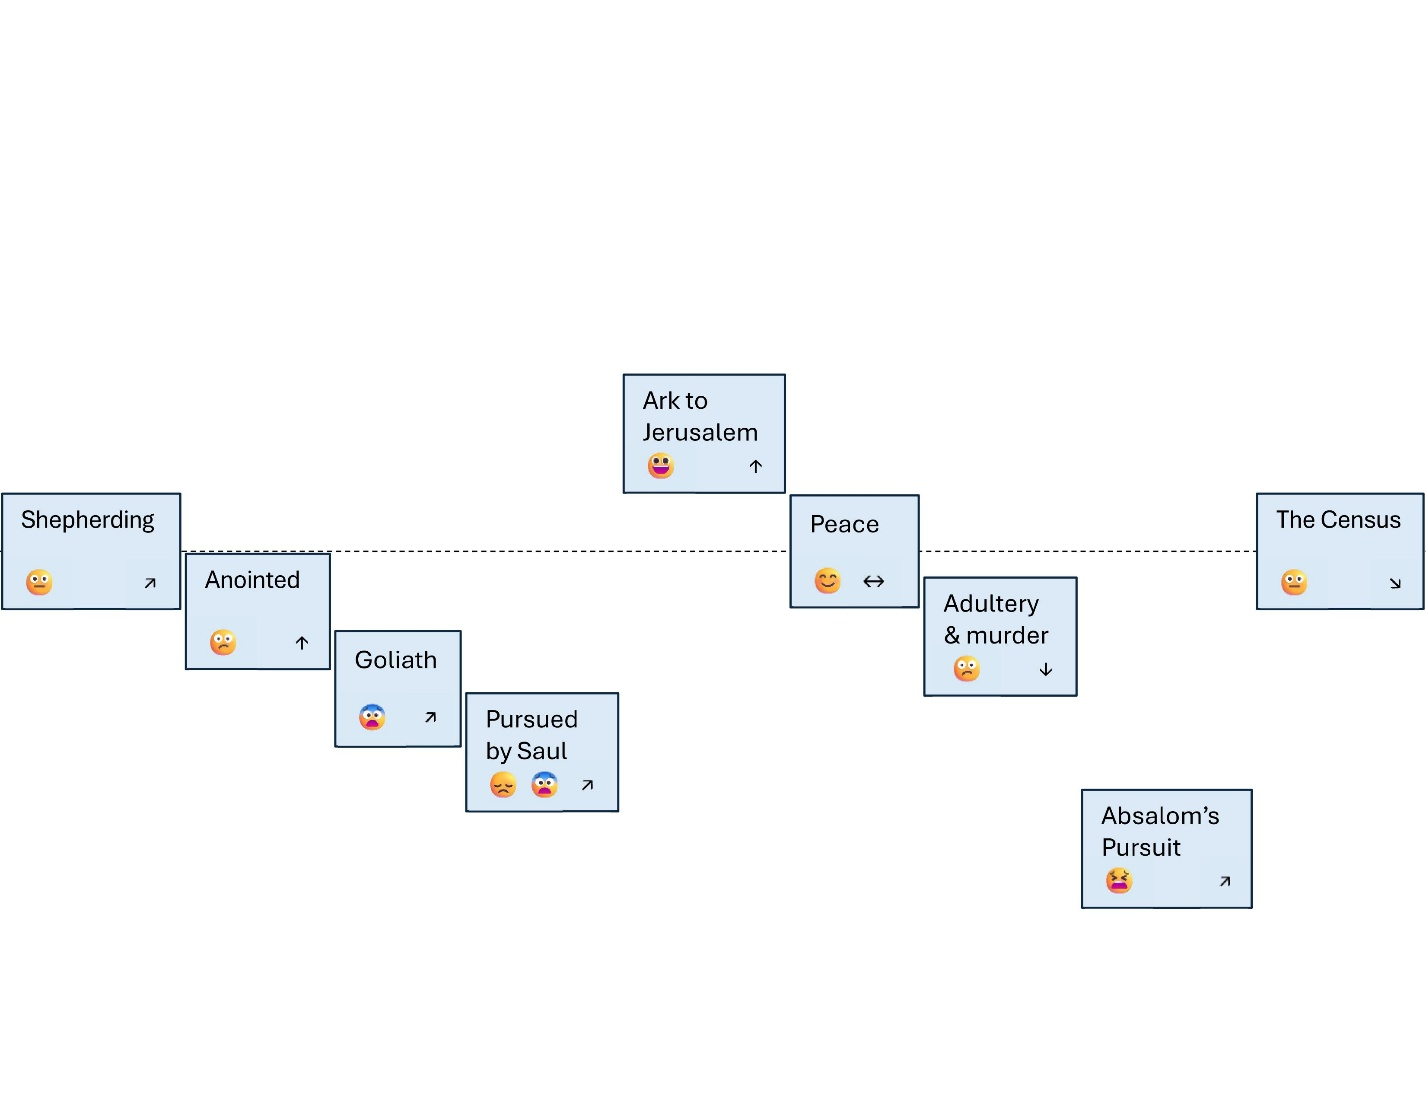 Shepherding
Anointed
Goliath
Pursued
by Saul
Ark to
Jerusalem
Peace
Adultery
& murder
Absalom’s
Pursuit
The Census